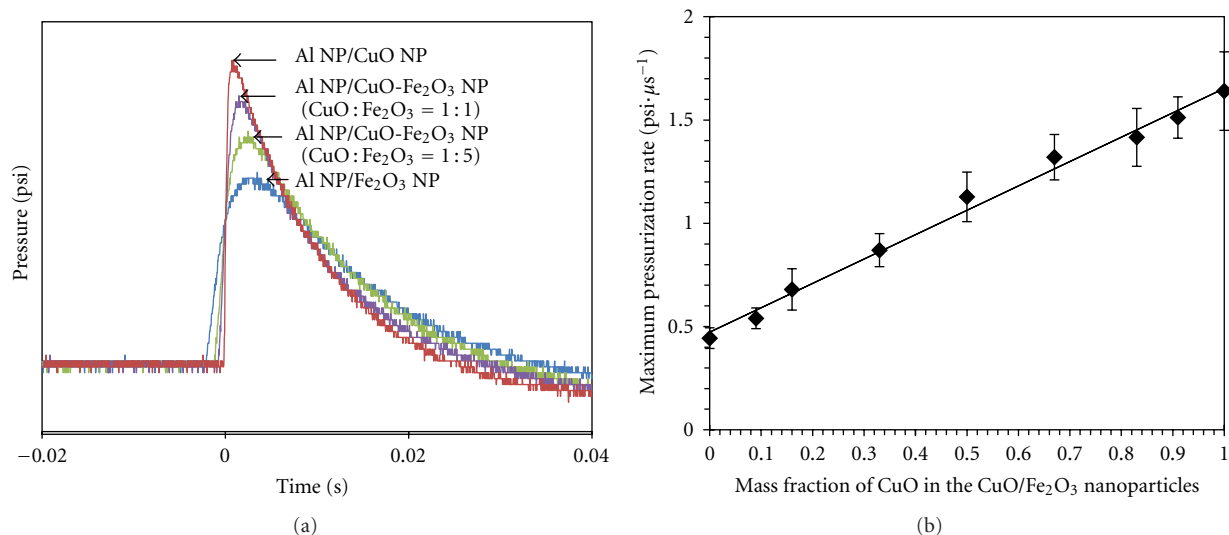 Al NP/CuO NP
Al NP/CuO-Fe₂O₃ NP
(CuO : Fe₂O₃ = 1 : 1)
Al NP/CuO-Fe₂O₃ NP
(CuO : Fe₂O₃ = 1 : 5)
Al NP/Fe₂O₃ NP
Pressure (psi)
−0.02 0 0.02 0.04
Time (s)
(a)
Maximum pressurization rate (psi·μs⁻¹)
2
1.5
1
0.5
0
0 0.1 0.2 0.3 0.4 0.5 0.6 0.7 0.8 0.9 1
Mass fraction of CuO in the CuO/Fe₂O₃ nanoparticles
(b)